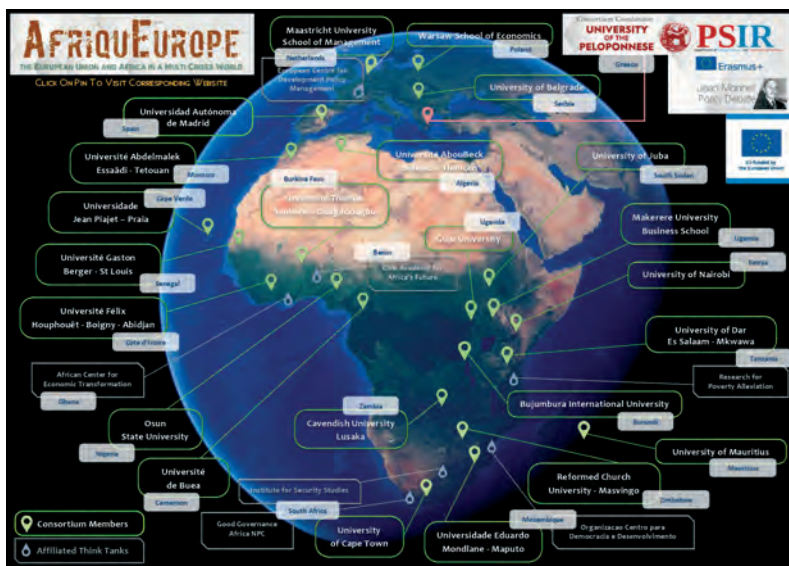 AFRIQUEUROPE
THE EUROPEAN UNION AND AFRICA IN A MULTI CROSS WORLD
CLICK ON PIN TO VISIT CORRESPONDING WEBSITE
Maastricht University
School of Management
Netherlands
European Centre for
Development Policy
Management
Warsaw School of Economics
Poland
University of Belgrade
Serbia
Consortium Coordinator
UNIVERSITY
OF THE
PELOPONNESE
PSIR
Greece
Erasmus+
Jean Monnet
Policy Debate
Co-funded by
the European Union
Universidad Autónoma
de Madrid
Spain
Université Abdelmalek
Essaâdi - Tetouan
Morocco
Université AbouBeck
Algeria
University of Juba
South Sudan
Cape Verde
Universidade
Jean Piajet – Praia
Burkina Faso
Uganda
Gulu University
Makerere University
Business School
Uganda
Université Gaston
Berger - St Louis
Senegal
Benin
Civic Academy for
Africa's Future
Kenya
University of Nairobi
Université Félix
Houphouët - Boigny - Abidjan
Côte d'Ivoire
University of Dar
Es Salaam - Mkwawa
Tanzania
African Center for
Economic Transformation
Ghana
Research for
Poverty Alleviation
Osun
State University
Nigeria
Zambia
Cavendish University
Lusaka
Bujumbura International University
Burundi
University of Mauritius
Mauritius
Université
de Buea
Cameroon
Institute for Security Studies
South Africa
Reformed Church
University - Masvingo
Zimbabwe
Good Governance
Africa NPC
University
of Cape Town
Mozambique
Universidade Eduardo
Mondlane - Maputo
Organizacao Centro para
Democracia e Desenvolvimento
Consortium Members
Affiliated Think Tanks